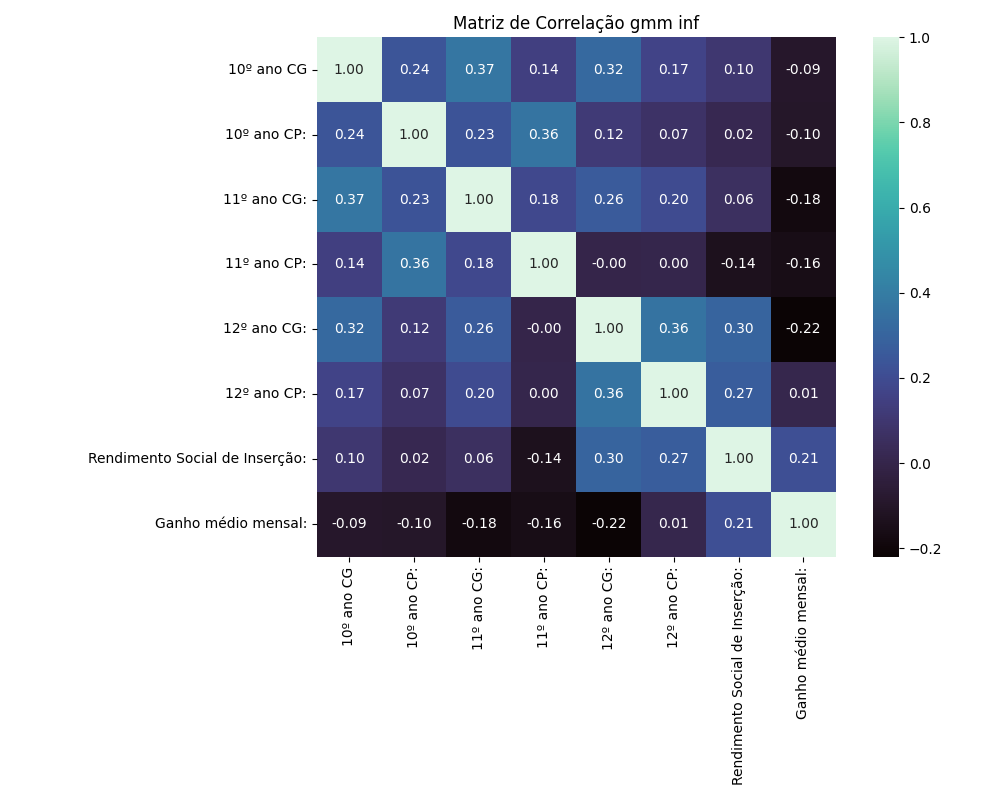 Matriz de Correlação gmm inf
10º ano CG 1.00 0.24 0.37 0.14 0.32 0.17 0.10 -0.09
10º ano CP: 0.24 1.00 0.23 0.36 0.12 0.07 0.02 -0.10
11º ano CG: 0.37 0.23 1.00 0.18 0.26 0.20 0.06 -0.18
11º ano CP: 0.14 0.36 0.18 1.00 -0.00 0.00 -0.14 -0.16
12º ano CG: 0.32 0.12 0.26 -0.00 1.00 0.36 0.30 -0.22
12º ano CP: 0.17 0.07 0.20 0.00 0.36 1.00 0.27 0.01
Rendimento Social de Inserção: 0.10 0.02 0.06 -0.14 0.30 0.27 1.00 0.21
Ganho médio mensal: -0.09 -0.10 -0.18 -0.16 -0.22 0.01 0.21 1.00
10º ano CG
10º ano CP:
11º ano CG:
11º ano CP:
12º ano CG:
12º ano CP:
Rendimento Social de Inserção:
Ganho médio mensal:
1.0
0.8
0.6
0.4
0.2
0.0
−0.2